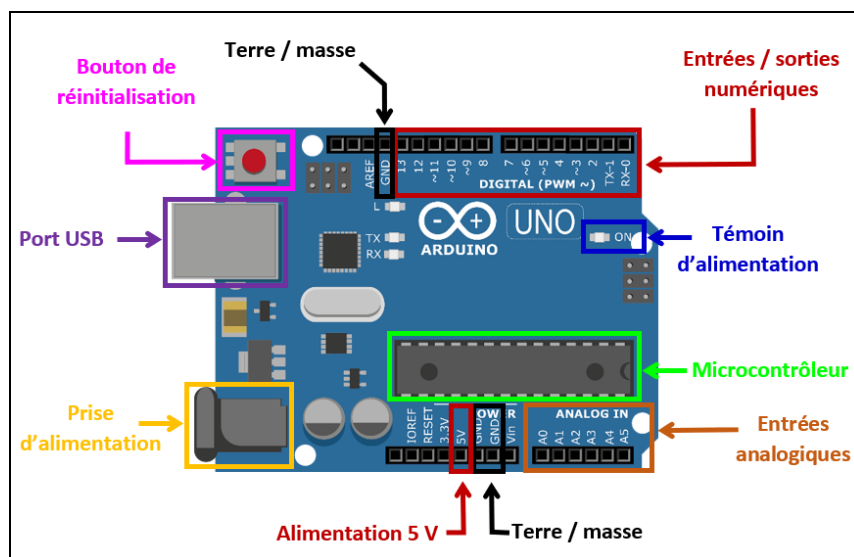 Terre / masse
Bouton de
réinitialisation
Entrées / sorties
numériques
AREF
GND
13
12
~11
~10
~9
8
7
~6
~5
4
~3
2
TX-1
RX-0
DIGITAL (PWM ~)
L
TX
RX
ARDUINO
UNO
ON
Port USB
Témoin
d’alimentation
Microcontrôleur
Prise
d’alimentation
IOREF
RESET
3.3V
5V
OWER
GND
GND
Vin
ANALOG IN
A0
A1
A2
A3
A4
A5
Entrées
analogiques
Alimentation 5 V
Terre / masse